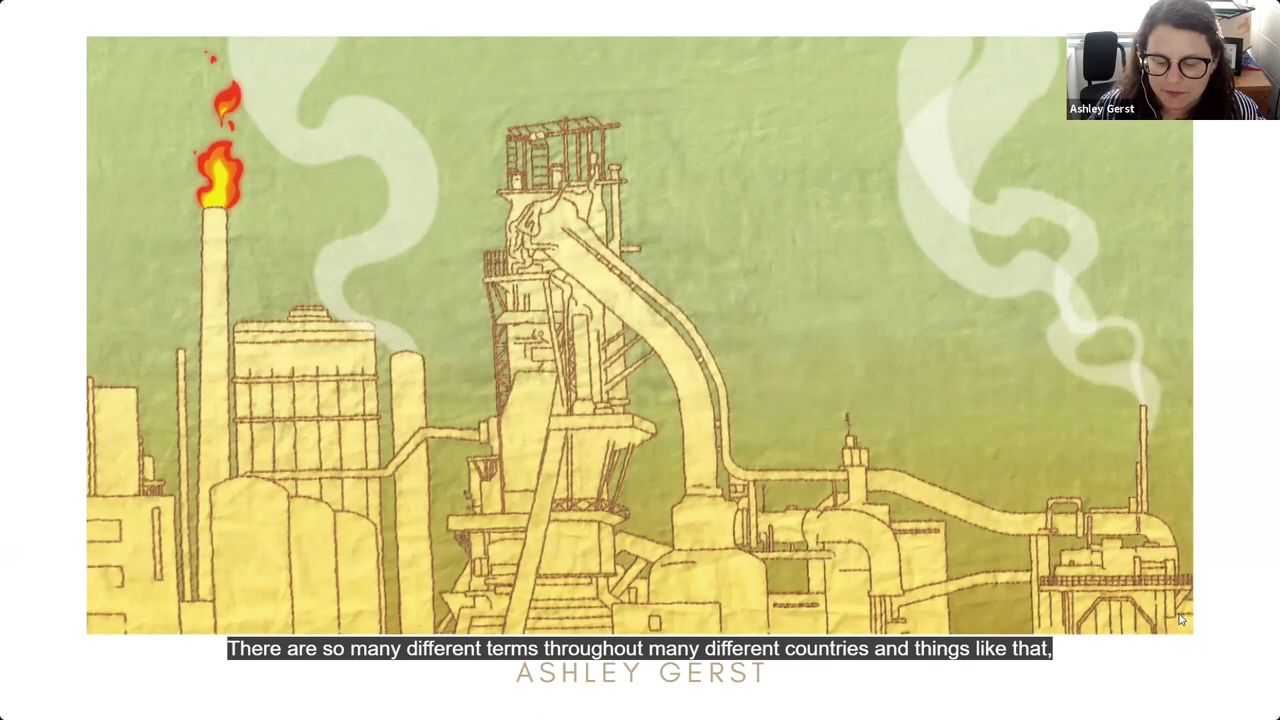 Ashley Gerst
There are so many different terms throughout many different countries and things like that,
ASHLEY GERST